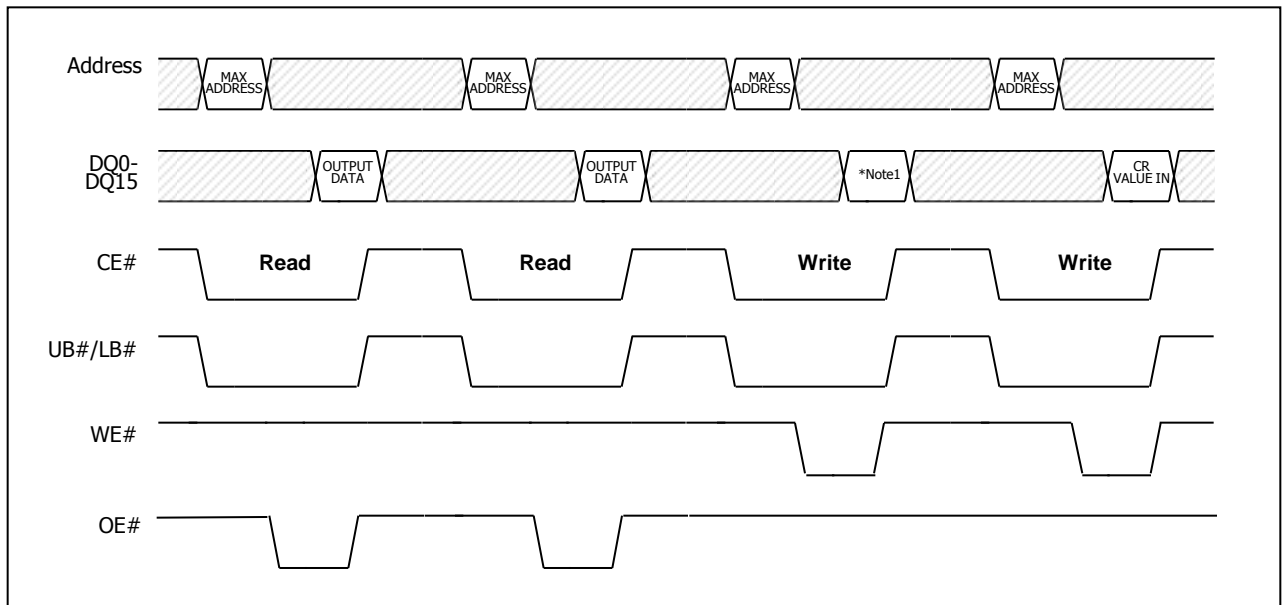 Address
MAX
ADDRESS
MAX
ADDRESS
MAX
ADDRESS
MAX
ADDRESS
DQ0-
DQ15
OUTPUT
DATA
OUTPUT
DATA
*Note1
CR
VALUE IN
CE#
Read
Read
Write
Write
UB#/LB#
WE#
OE#